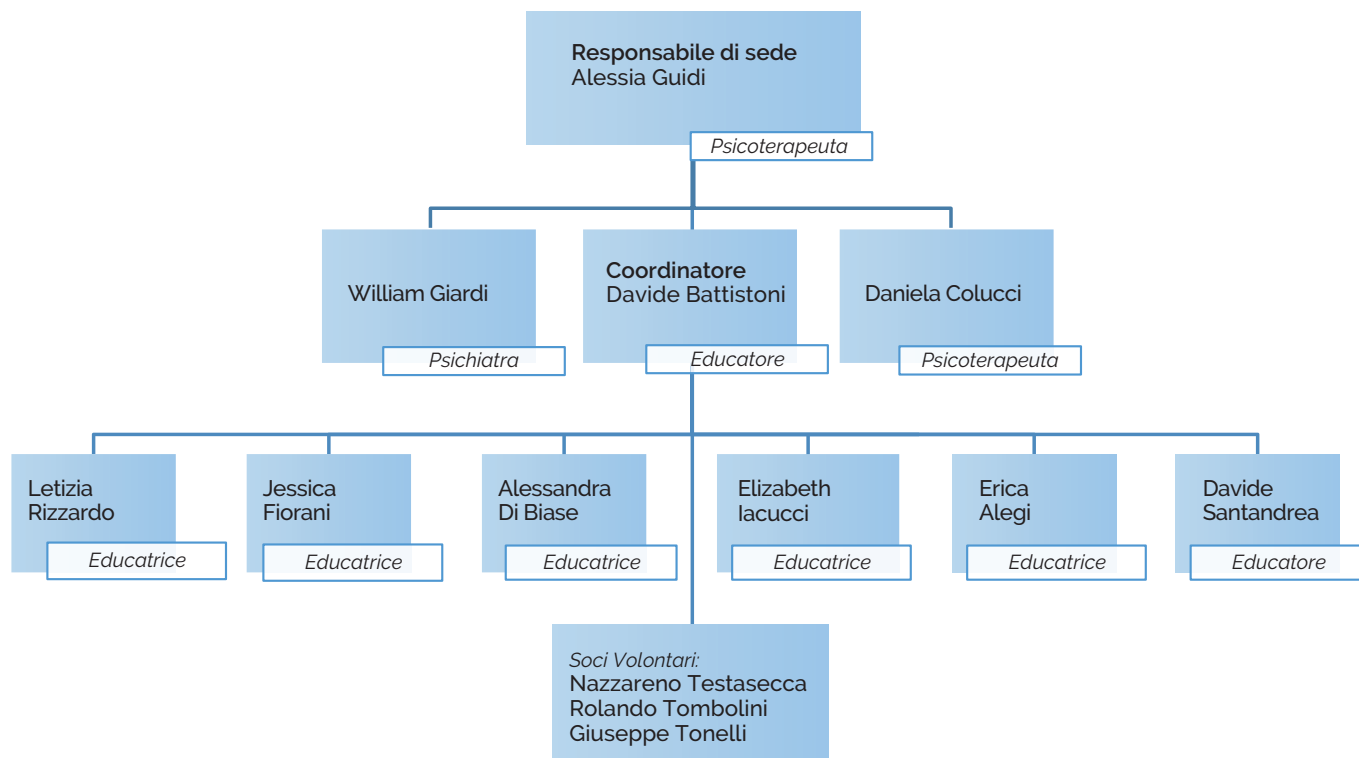 Responsabile di sede
Alessia Guidi
Psicoterapeuta
William Giardi
Psichiatra
Coordinatore
Davide Battistoni
Educatore
Daniela Colucci
Psicoterapeuta
Letizia
Rizzardo
Educatrice
Jessica
Fiorani
Educatrice
Alessandra
Di Biase
Educatrice
Elizabeth
Iacucci
Educatrice
Erica
Alegi
Educatrice
Davide
Santandrea
Educatore
Soci Volontari:
Nazzareno Testasecca
Rolando Tombolini
Giuseppe Tonelli